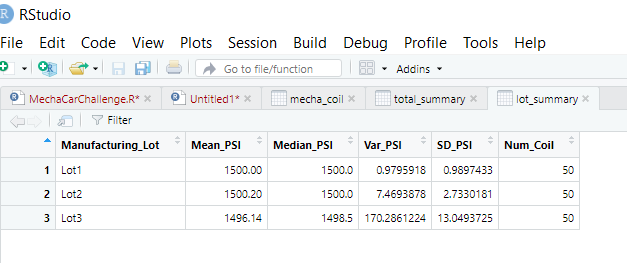 RStudio
File Edit Code View Plots Session Build Debug Profile Tools Help
Go to file/function Addins
MechaCarChallenge.R* Untitled1* mecha_coil total_summary lot_summary
Filter
Manufacturing_Lot Mean_PSI Median_PSI Var_PSI SD_PSI Num_Coil
1 Lot1 1500.00 1500.0 0.9795918 0.9897433 50
2 Lot2 1500.20 1500.0 7.4693878 2.7330181 50
3 Lot3 1496.14 1498.5 170.2861224 13.0493725 50